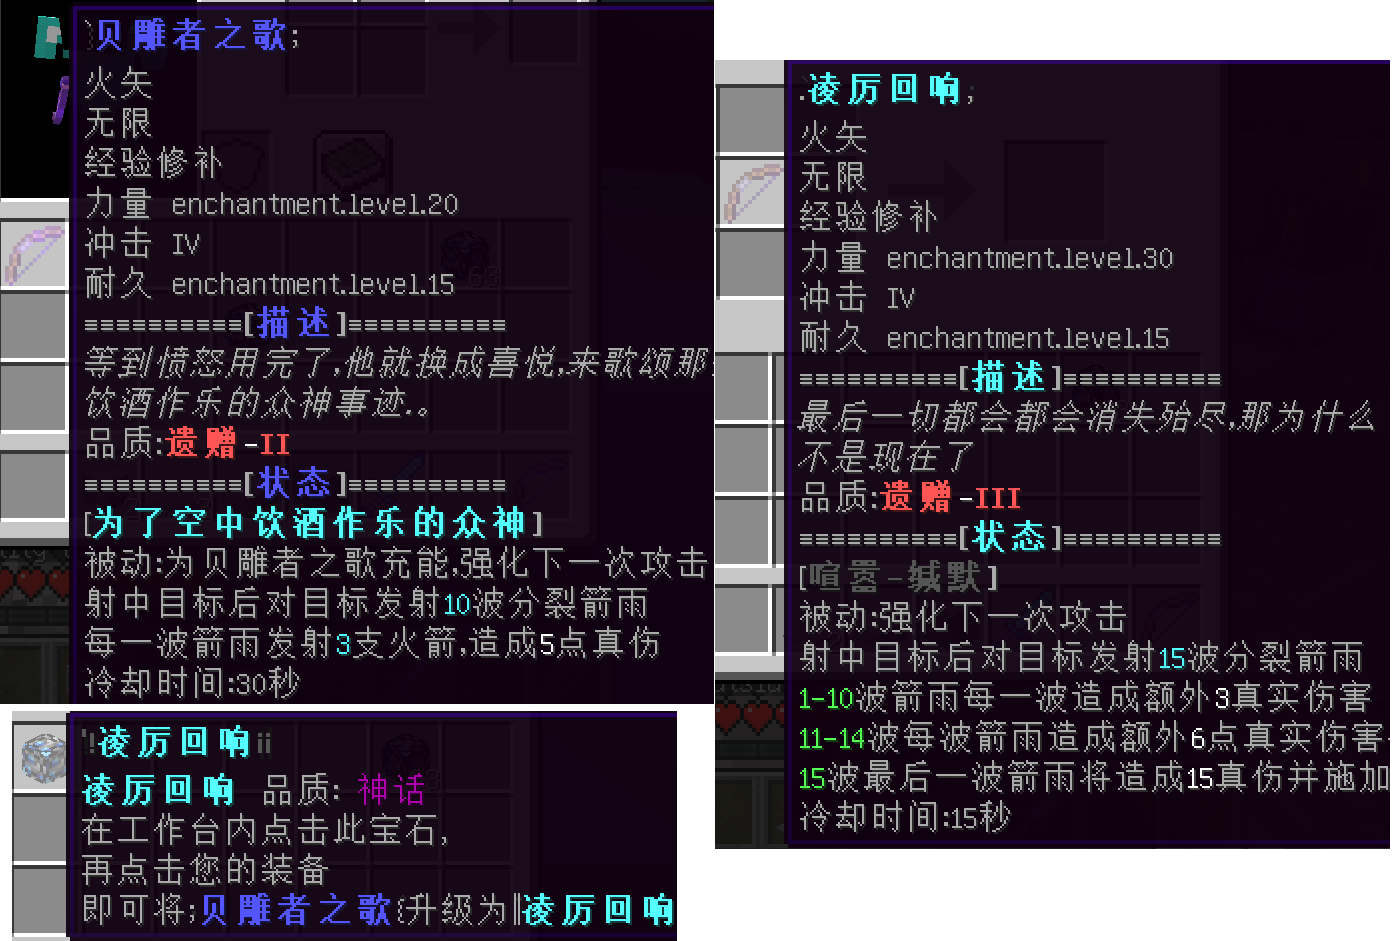 贝雕者之歌;
火矢
无限
经验修补
力量 enchantment.level.20
冲击 IV
耐久 enchantment.level.15
==========[描述]==========
等到愤怒用完了,他就换成喜悦,来歌颂那
饮酒作乐的众神事迹.。
品质:遗赠-II
==========[状态]==========
[为了空中饮酒作乐的众神]
被动:为贝雕者之歌充能,强化下一次攻击
射中目标后对目标发射10波分裂箭雨
每一波箭雨发射3支火箭,造成5点真伤
冷却时间:30秒
凌厉回响
凌厉回响 品质: 神话
在工作台内点击此宝石,
再点击您的装备
即可将;贝雕者之歌升级为凌厉回响
凌厉回响;
火矢
无限
经验修补
力量 enchantment.level.30
冲击 IV
耐久 enchantment.level.15
==========[描述]==========
最后一切都会都会消失殆尽,那为什么
不是现在了
品质:遗赠-III
==========[状态]==========
[喧嚣-缄默]
被动:强化下一次攻击
射中目标后对目标发射15波分裂箭雨
1-10波箭雨每一波造成额外3真实伤害
11-14波每波箭雨造成额外6点真实伤害
15波最后一波箭雨将造成15真伤并施加
冷却时间:15秒